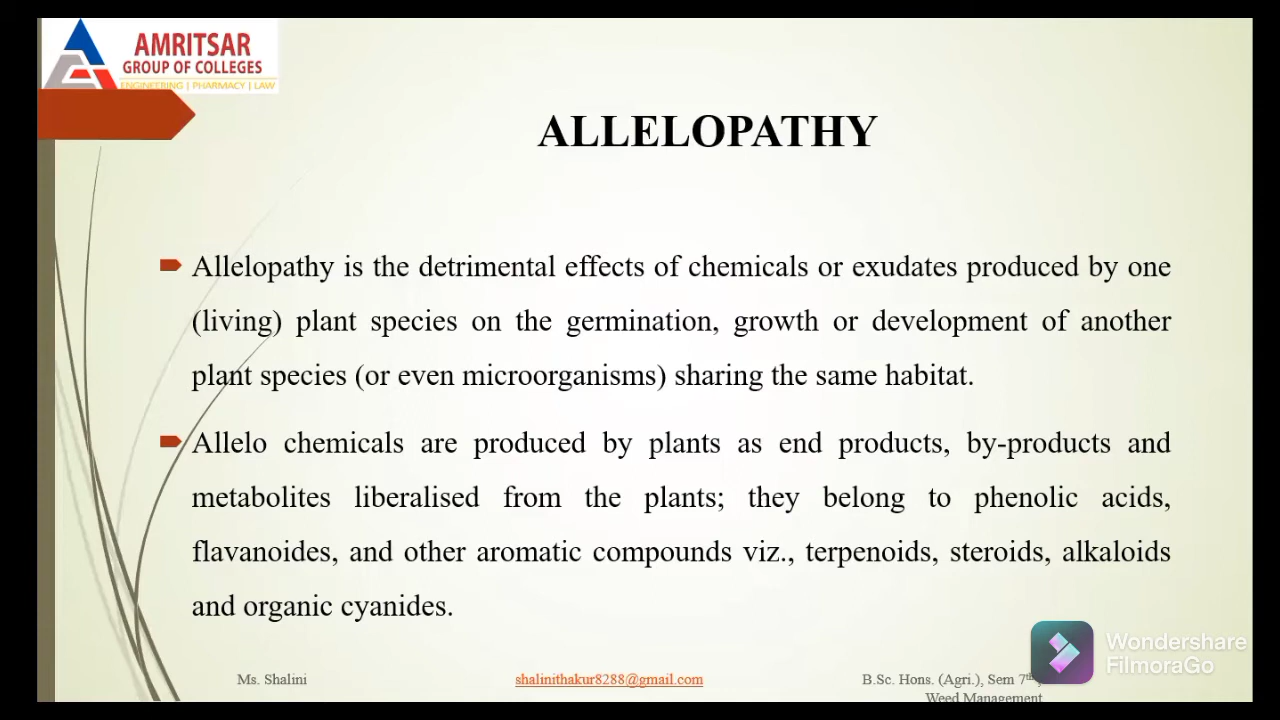 AMRITSAR
GROUP OF COLLEGES
ENGINEERING | PHARMACY | LAW
ALLELOPATHY
Allelopathy is the detrimental effects of chemicals or exudates produced by one
(living) plant species on the germination, growth or development of another
plant species (or even microorganisms) sharing the same habitat.
Allelo chemicals are produced by plants as end products, by-products and
metabolites liberalised from the plants; they belong to phenolic acids,
flavanoides, and other aromatic compounds viz., terpenoids, steroids, alkaloids
and organic cyanides.
Ms. Shalini
shalinithakur8288@gmail.com
B.Sc. Hons. (Agri.), Sem 7th,
Weed Management
Wondershare
FilmoraGo